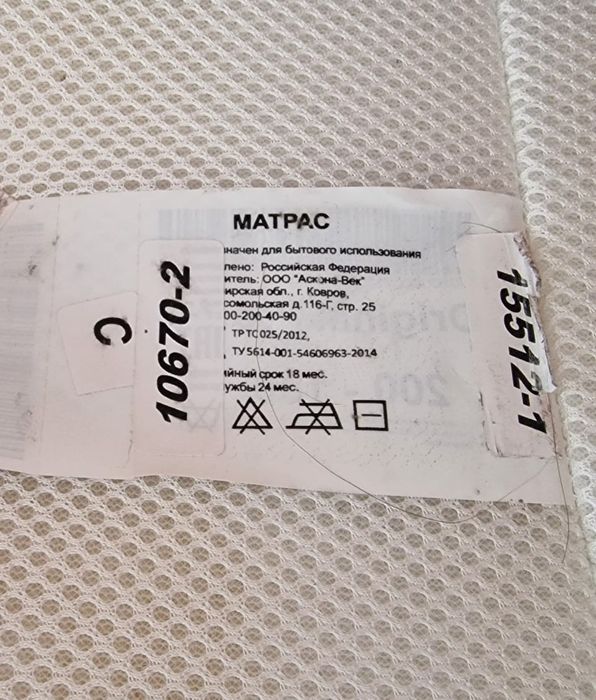 МАТРАС
значен для бытового использования
лено: Российская Федерация
итель: ООО "Аскона-Век"
ирская обл., г. Ковров,
сомольская д.116-Г, стр. 25
00-200-40-90
ТР ТС 025/2012,
ТУ 5614-001-54606963-2014
ийный срок 18 мес.
ужбы 24 мес.
С
10670-2
15512-1